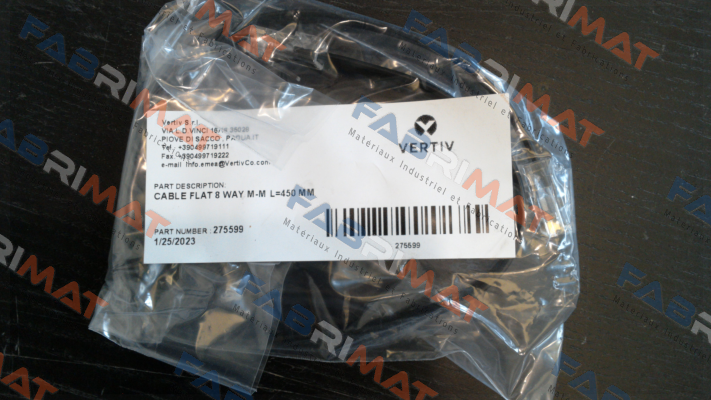 Vertiv S.r.l.
VIA L.D.VINCI 16/18 35028
PIOVE DI SACCO , PADUA IT
Tel. +390499719111
Fax +390499719222
e-mail info.emea@VertivCo.com
VERTIV
PART DESCRIPTION:
CABLE FLAT 8 WAY M-M L=450 MM
PART NUMBER : 275599
1/25/2023
275599
FABRIMAT
Materiaux Industriel et Fabrication